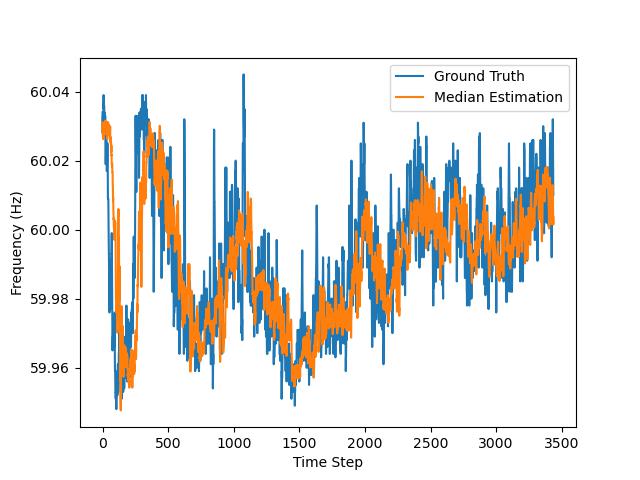 Ground Truth
Median Estimation
60.04
60.02
60.00
59.98
59.96
Frequency (Hz)
0 500 1000 1500 2000 2500 3000 3500
Time Step